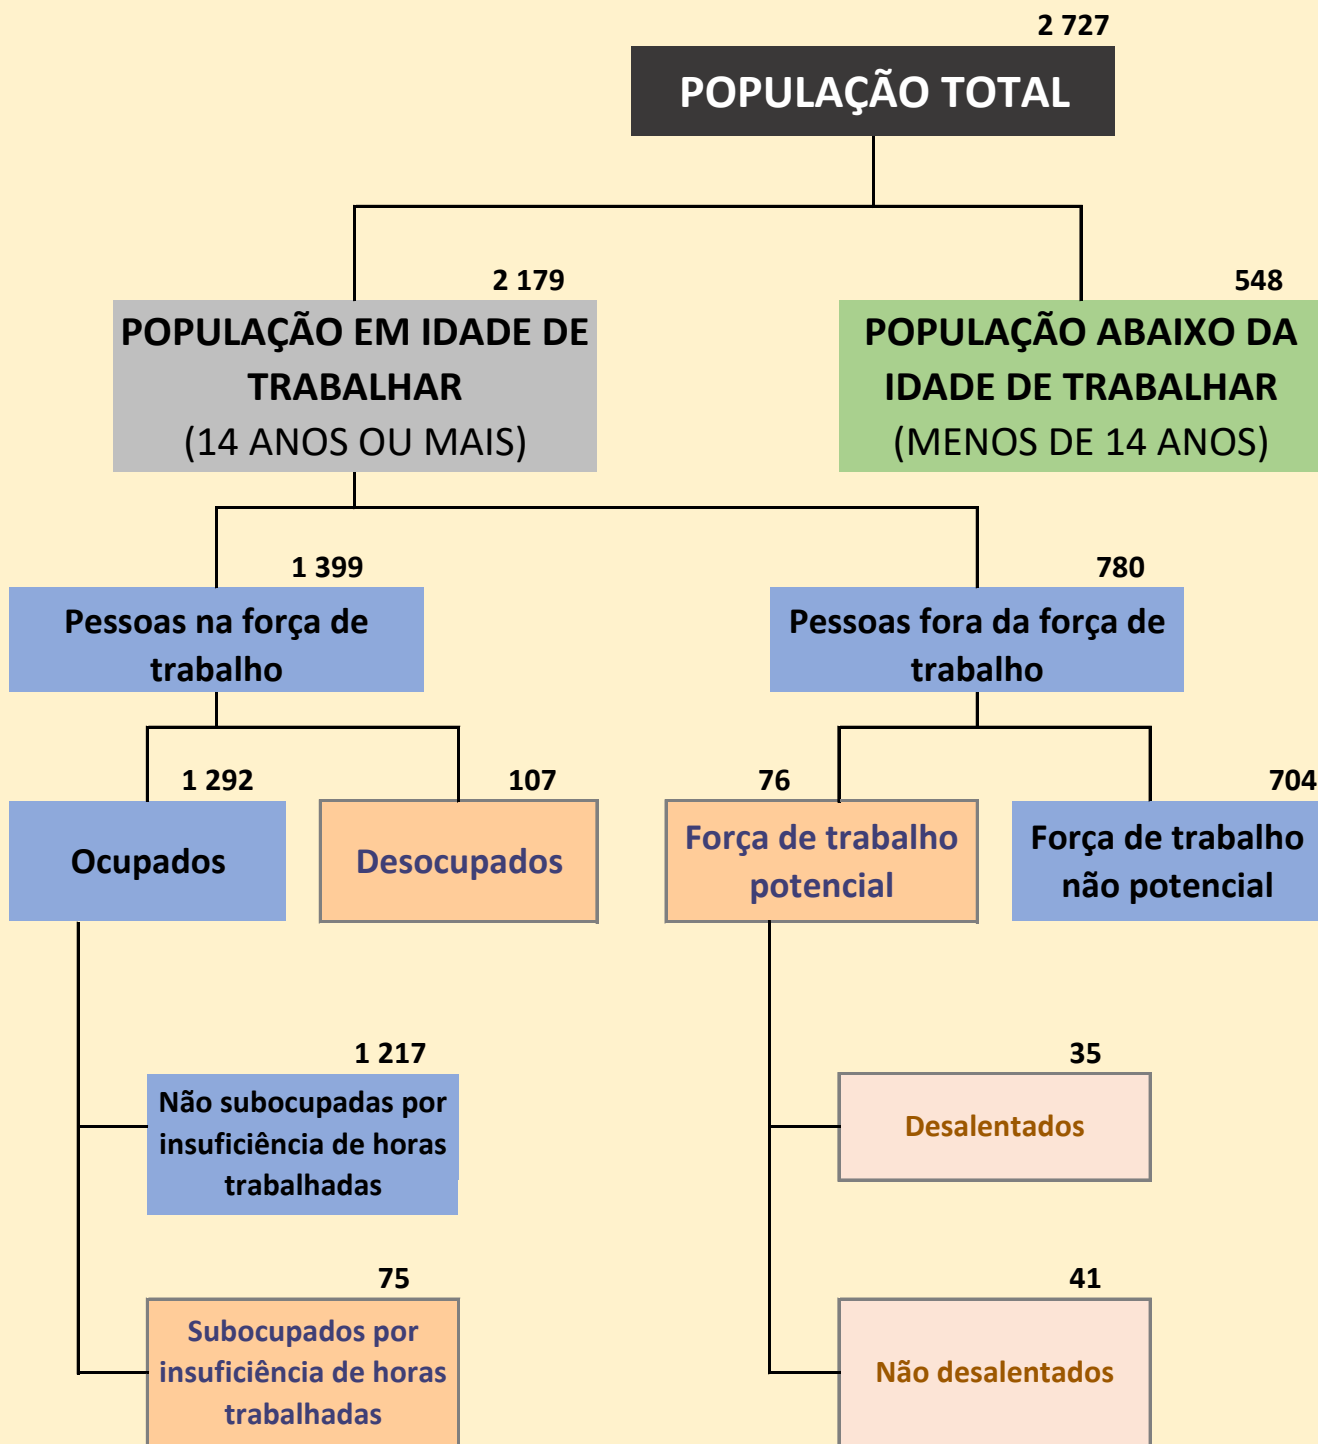 2 727
POPULAÇÃO TOTAL
2 179
POPULAÇÃO EM IDADE DE
TRABALHAR
(14 ANOS OU MAIS)
548
POPULAÇÃO ABAIXO DA
IDADE DE TRABALHAR
(MENOS DE 14 ANOS)
1 399
Pessoas na força de
trabalho
780
Pessoas fora da força de
trabalho
1 292
Ocupados
107
Desocupados
76
Força de trabalho
potencial
704
Força de trabalho
não potencial
1 217
Não subocupadas por
insuficiência de horas
trabalhadas
35
Desalentados
75
Subocupados por
insuficiência de horas
trabalhadas
41
Não desalentados